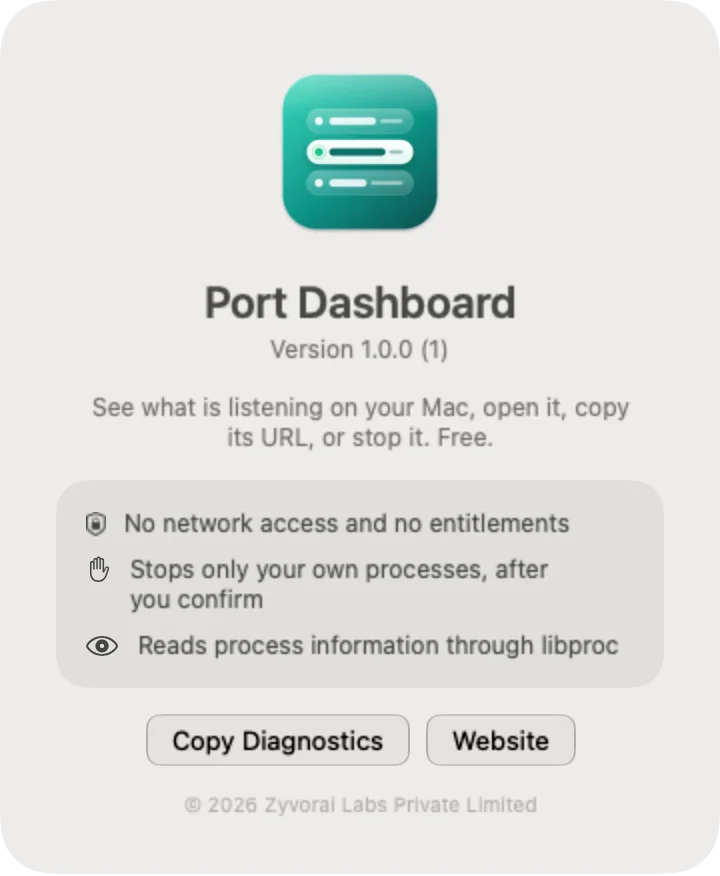 Port Dashboard
Version 1.0.0 (1)
See what is listening on your Mac, open it, copy
its URL, or stop it. Free.
No network access and no entitlements
Stops only your own processes, after
you confirm
Reads process information through libproc
Copy Diagnostics
Website
© 2026 Zyvoral Labs Private Limited